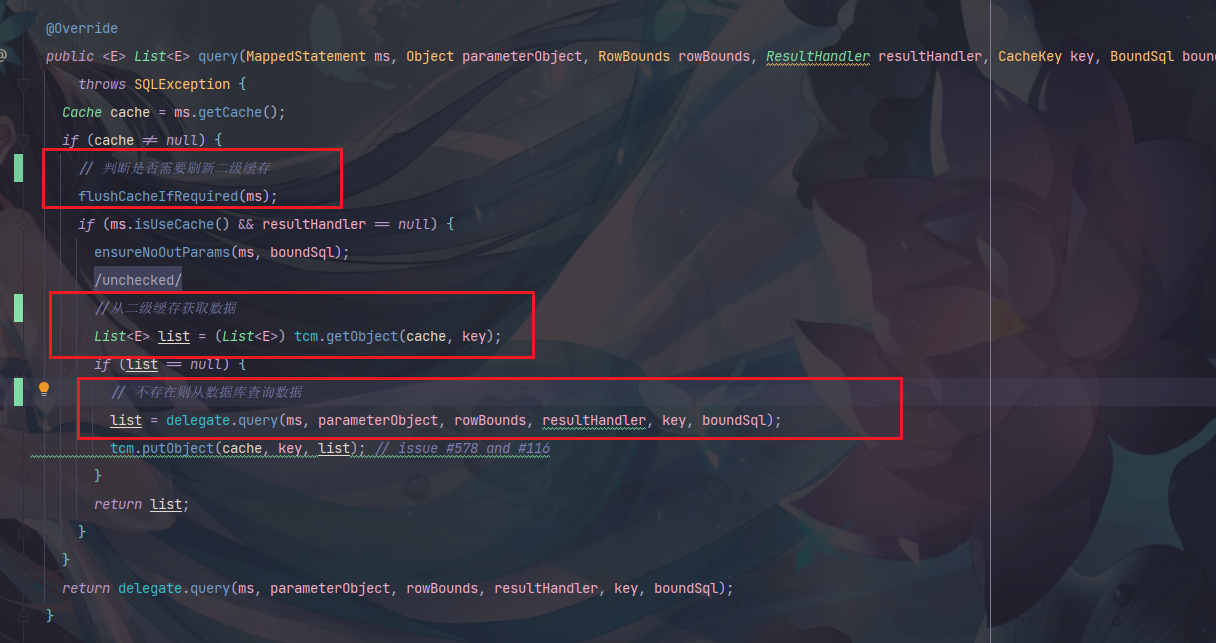 @Override
@
public <E> List<E> query(MappedStatement ms, Object parameterObject, RowBounds rowBounds, ResultHandler resultHandler, CacheKey key, BoundSql boun
throws SQLException {
Cache cache = ms.getCache();
if (cache ≠ null) {
// 判断是否需要刷新二级缓存
flushCacheIfRequired(ms);
if (ms.isUseCache() && resultHandler == null) {
ensureNoOutParams(ms, boundSql);
/unchecked/
//从二级缓存获取数据
List<E> list = (List<E>) tcm.getObject(cache, key);
if (list == null) {
// 不存在则从数据库查询数据
list = delegate.query(ms, parameterObject, rowBounds, resultHandler, key, boundSql);
tcm.putObject(cache, key, list); // issue #578 and #116
}
return list;
}
}
return delegate.query(ms, parameterObject, rowBounds, resultHandler, key, boundSql);
}